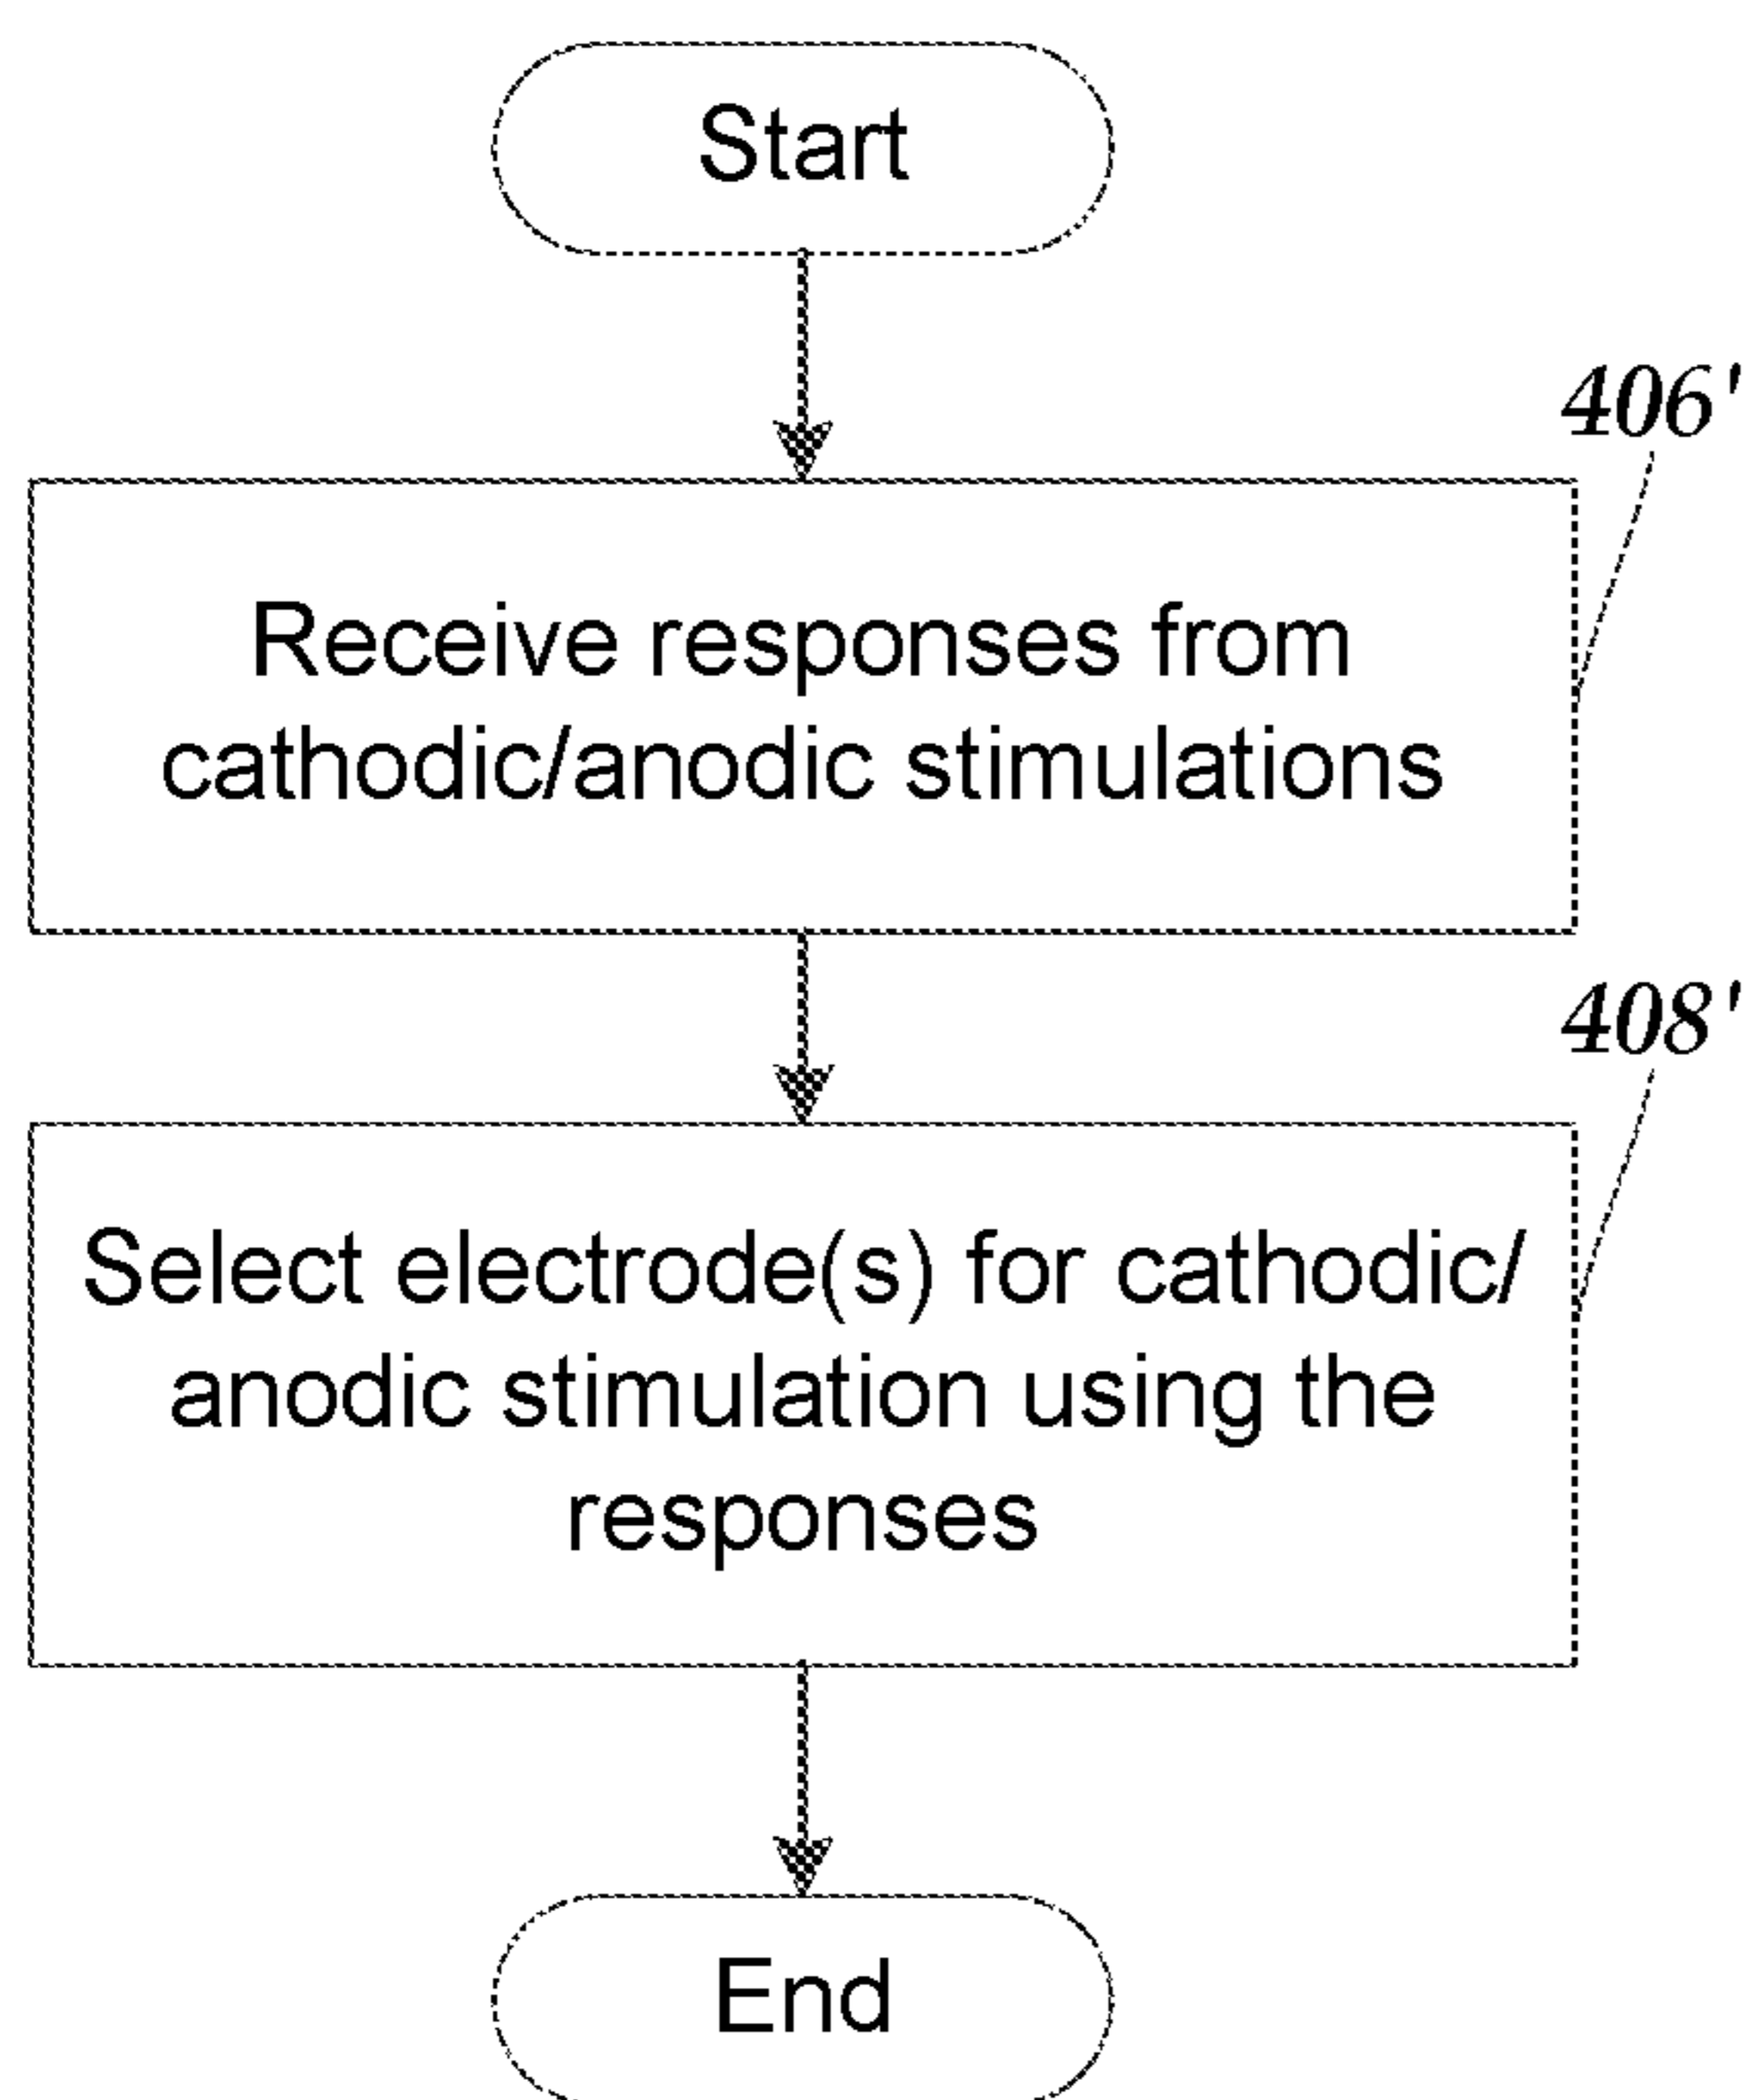 Start
406'
Receive responses from
cathodic/anodic stimulations
408'
Select electrode(s) for cathodic/
anodic stimulation using the
responses
End